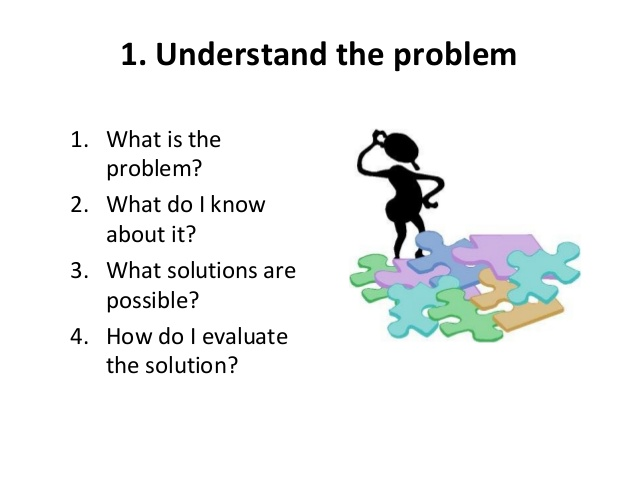 1. Understand the problem
1. What is the
problem?
2. What do I know
about it?
3. What solutions are
possible?
4. How do I evaluate
the solution?